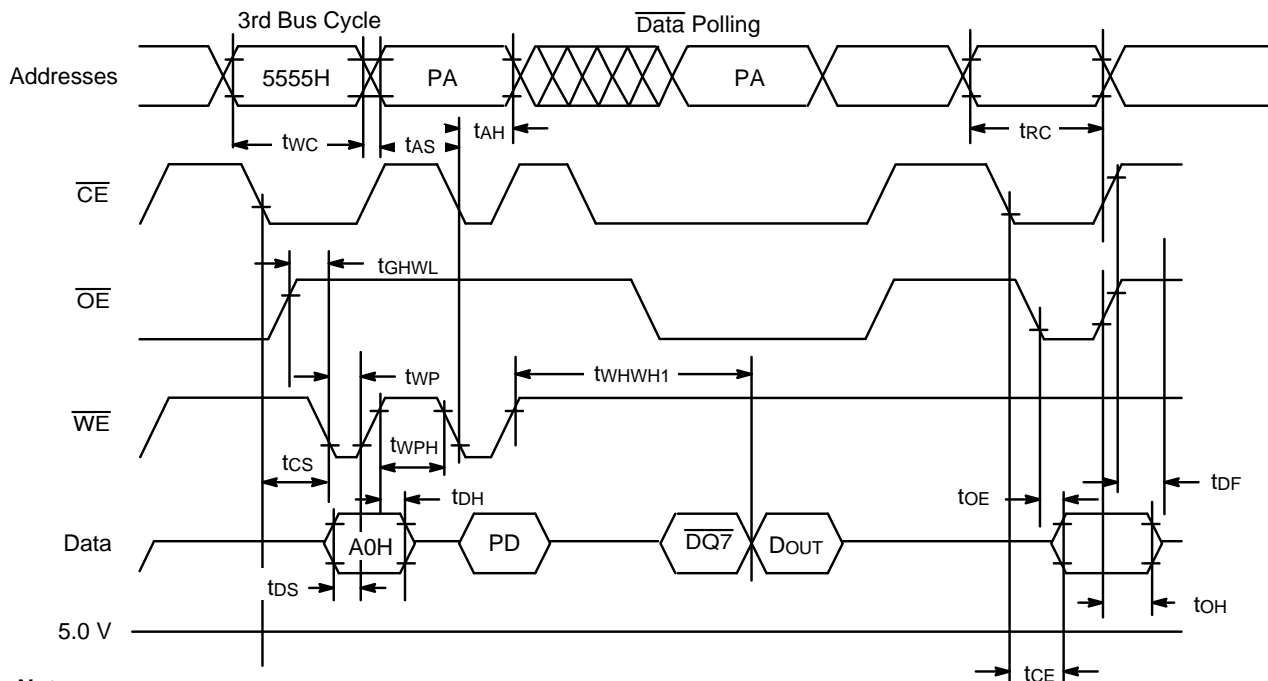 3rd Bus Cycle
Data Polling
Addresses
5555H
PA
PA
tWC
tAS
tAH
tRC
CE
tGHWL
OE
tWP
tWHWH1
WE
tWPH
tCS
tDH
tOE
tDF
Data
A0H
PD
DQ7
DOUT
tDS
tOH
5.0 V
tCE